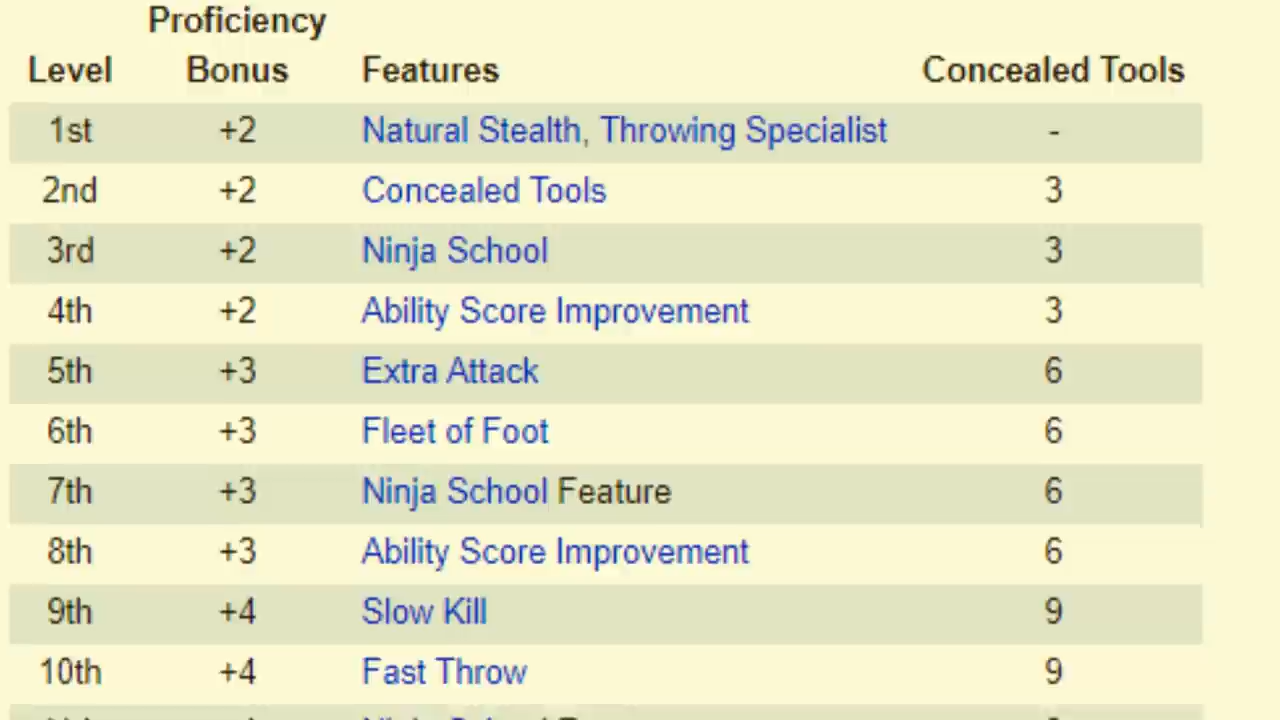 Proficiency
Level Bonus Features Concealed Tools
1st +2 Natural Stealth, Throwing Specialist -
2nd +2 Concealed Tools 3
3rd +2 Ninja School 3
4th +2 Ability Score Improvement 3
5th +3 Extra Attack 6
6th +3 Fleet of Foot 6
7th +3 Ninja School Feature 6
8th +3 Ability Score Improvement 6
9th +4 Slow Kill 9
10th +4 Fast Throw 9